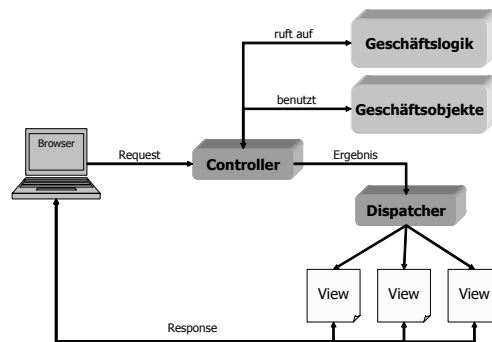 ruft auf
Geschäftslogik
benutzt
Geschäftsobjekte
Browser
Request
Controller
Ergebnis
Dispatcher
View
View
View
Response